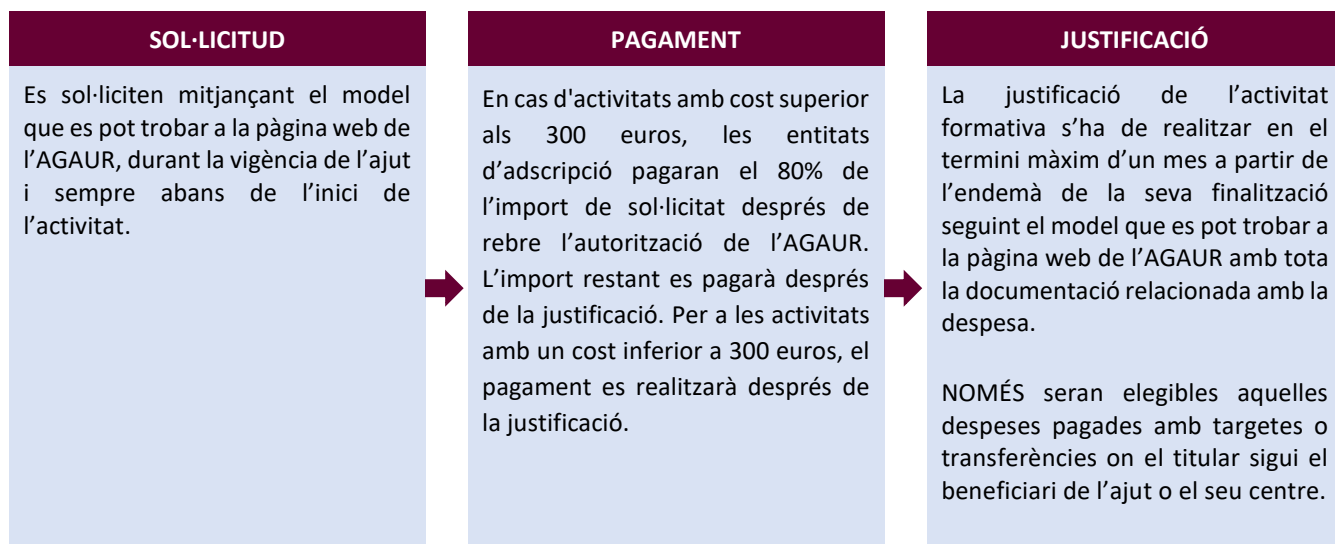 SOL·LICITUD
Es sol·liciten mitjançant el model
que es pot trobar a la pàgina web de
l’AGAUR, durant la vigència de l’ajut
i sempre abans de l’inici de
l’activitat.
PAGAMENT
En cas d'activitats amb cost superior
als 300 euros, les entitats
d’adscripció pagaran el 80% de
l’import de sol·licitat després de
rebre l’autorització de l’AGAUR.
L’import restant es pagarà després
de la justificació. Per a les activitats
amb un cost inferior a 300 euros, el
pagament es realitzarà després de
la justificació.
JUSTIFICACIÓ
La justificació de l’activitat
formativa s’ha de realitzar en el
termini màxim d’un mes a partir de
l’endemà de la seva finalització
seguint el model que es pot trobar a
la pàgina web de l’AGAUR amb tota
la documentació relacionada amb la
despesa.
NOMÉS seran elegibles aquelles
despeses pagades amb targetes o
transferències on el titular sigui el
beneficiari de l’ajut o el seu centre.